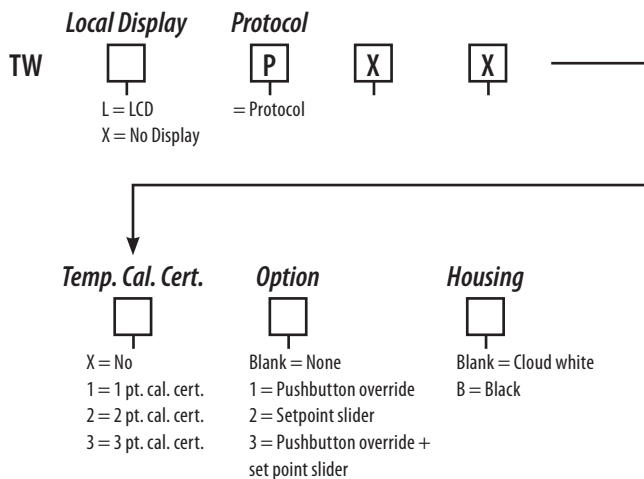 Local Display Protocol
TW P X X
L = LCD = Protocol
X = No Display
Temp. Cal. Cert. Option Housing
X = No Blank = None Blank = Cloud white
1 = 1 pt. cal. cert. 1 = Pushbutton override B = Black
2 = 2 pt. cal. cert. 2 = Setpoint slider
3 = 3 pt. cal. cert. 3 = Pushbutton override +
set point slider